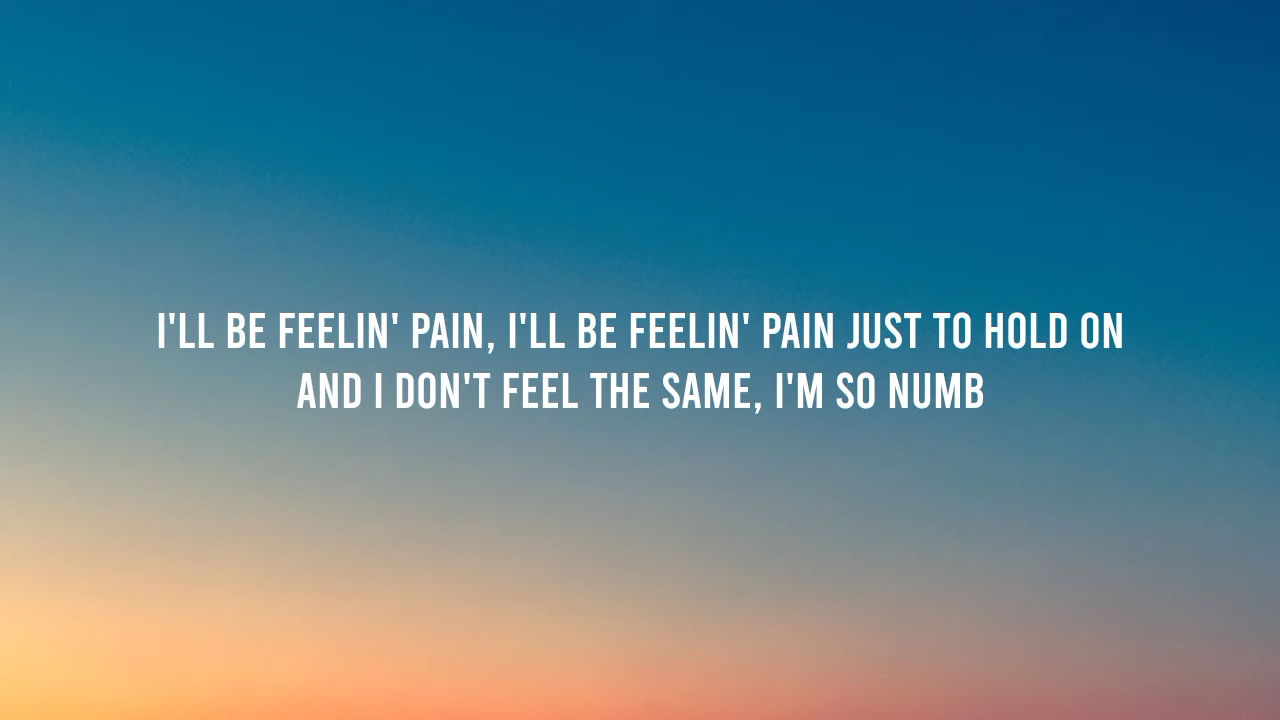 I'LL BE FEELIN' PAIN, I'LL BE FEELIN' PAIN JUST TO HOLD ON
AND I DON'T FEEL THE SAME, I'M SO NUMB